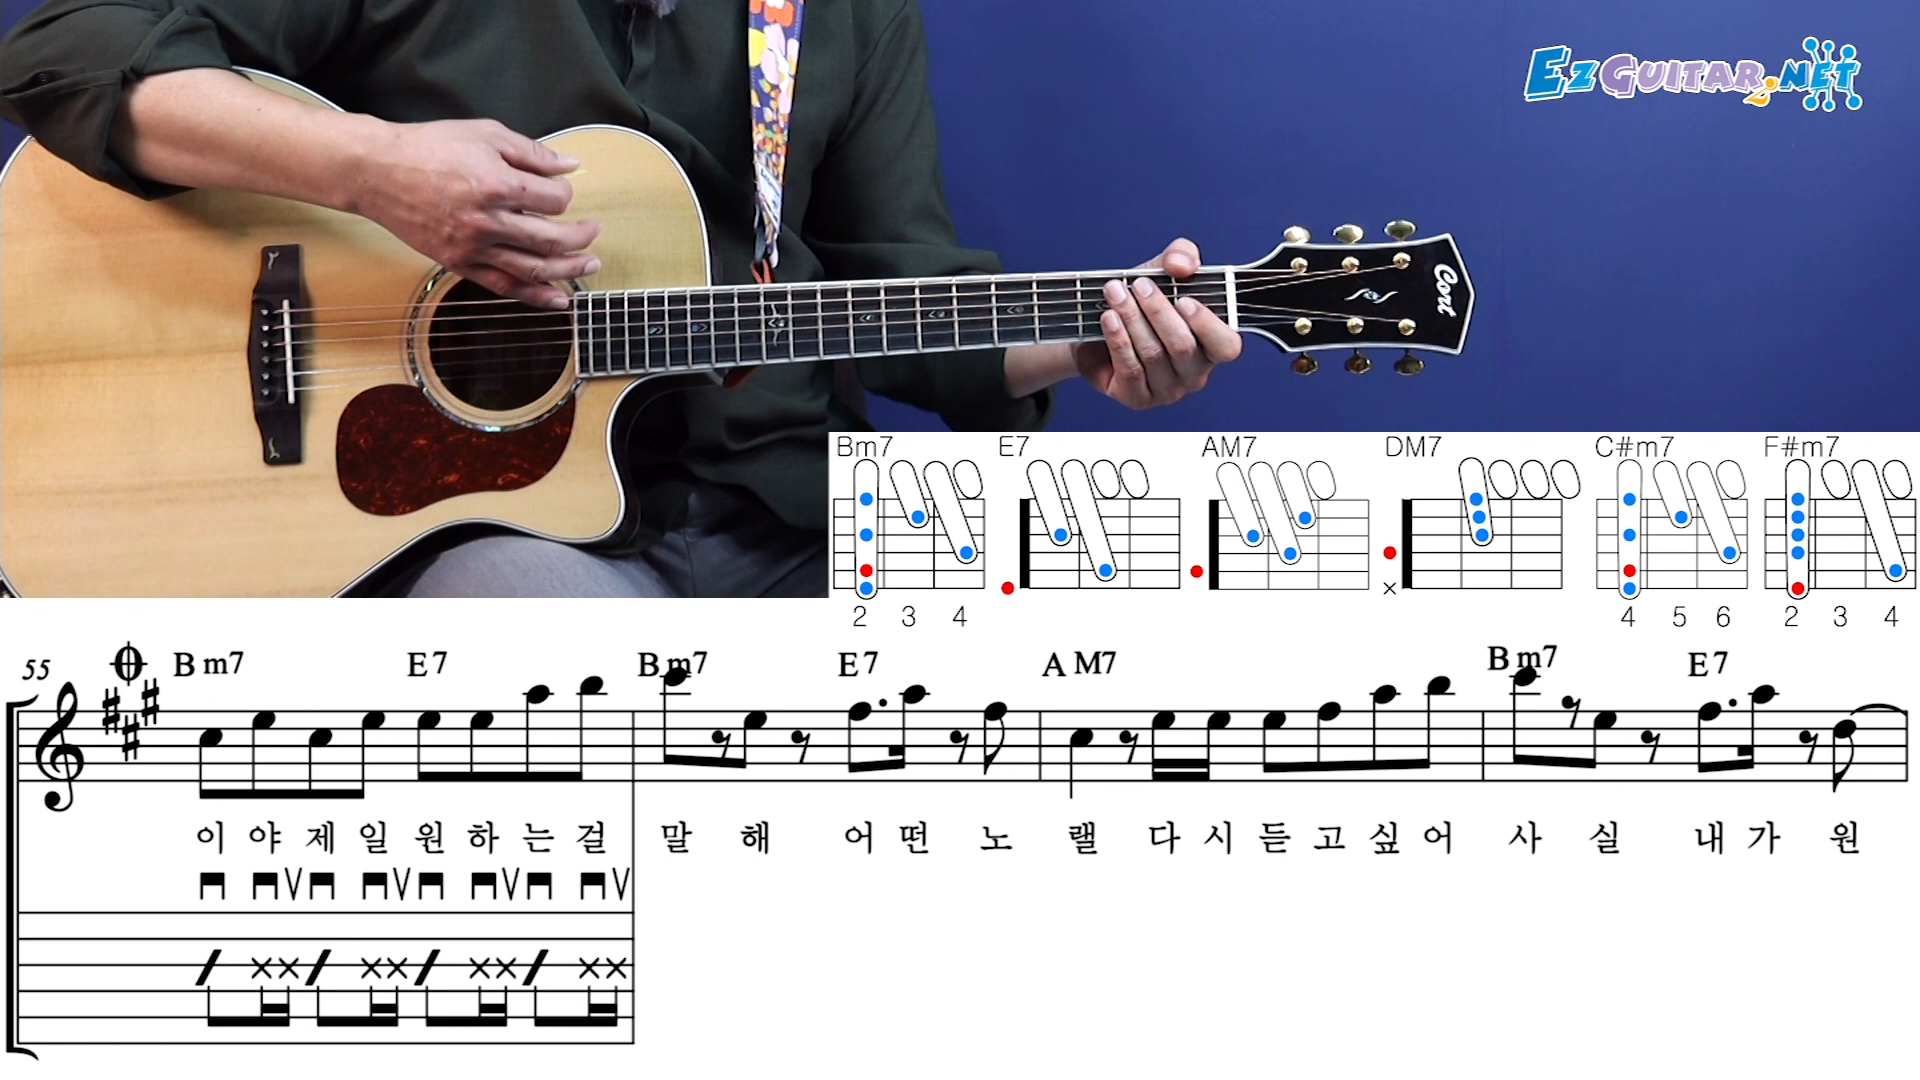 EZGUITAR2.NET
Cort
Bm7 E7 AM7 DM7 C#m7 F#m7
2 3 4 4 5 6 2 3 4
55 Bm7 E7 Bm7 E7 AM7 Bm7 E7
이 야 제 일 원 하 는 걸 말 해 어 떤 노 랠 다 시 듣 고 싶 어 사 실 내 가 원